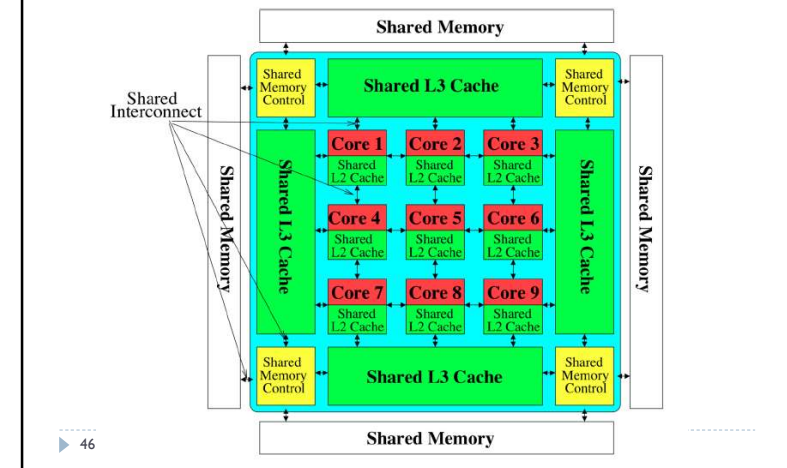 Shared Memory
Shared
Memory
Control
Shared L3 Cache
Shared
Memory
Control
Shared
Interconnect
Shared Memory
Shared L3 Cache
Core 1
Shared
L2 Cache
Core 2
Shared
L2 Cache
Core 3
Shared
L2 Cache
Shared L3 Cache
Shared Memory
Core 4
Shared
L2 Cache
Core 5
Shared
L2 Cache
Core 6
Shared
L2 Cache
Core 7
Shared
L2 Cache
Core 8
Shared
L2 Cache
Core 9
Shared
L2 Cache
Shared
Memory
Control
Shared L3 Cache
Shared
Memory
Control
Shared Memory
46